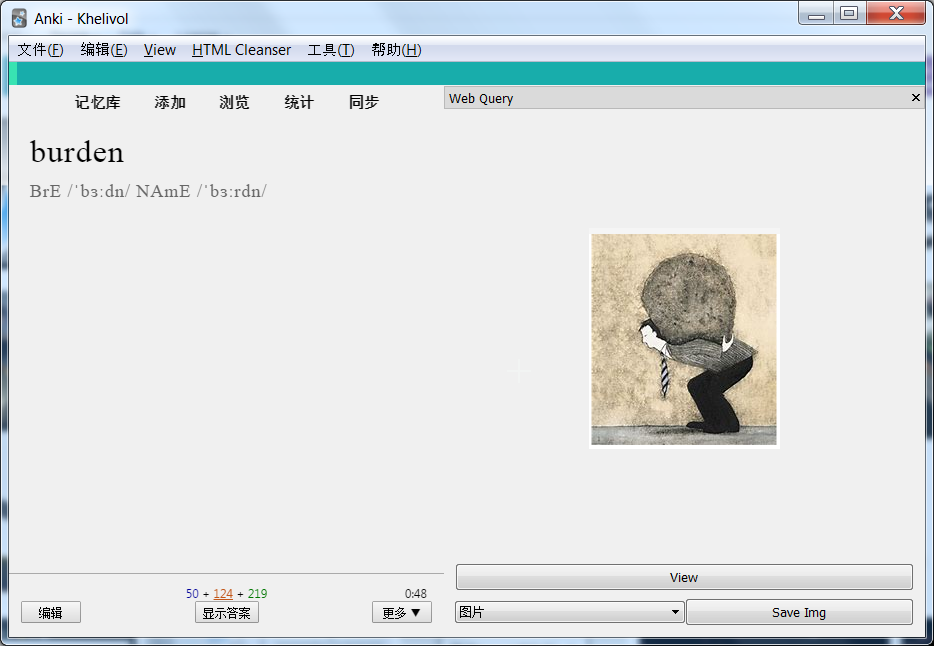 Anki - Khelivol
文件(F) 编辑(E) View HTML Cleanser 工具(T) 帮助(H)
记忆库 添加 浏览 统计 同步
Web Query
burden
BrE /ˈbɜːdn/ NAmE /ˈbɜːrdn/
50 + 124 + 219
0:48
编辑
显示答案
更多 ▼
View
图片
Save Img